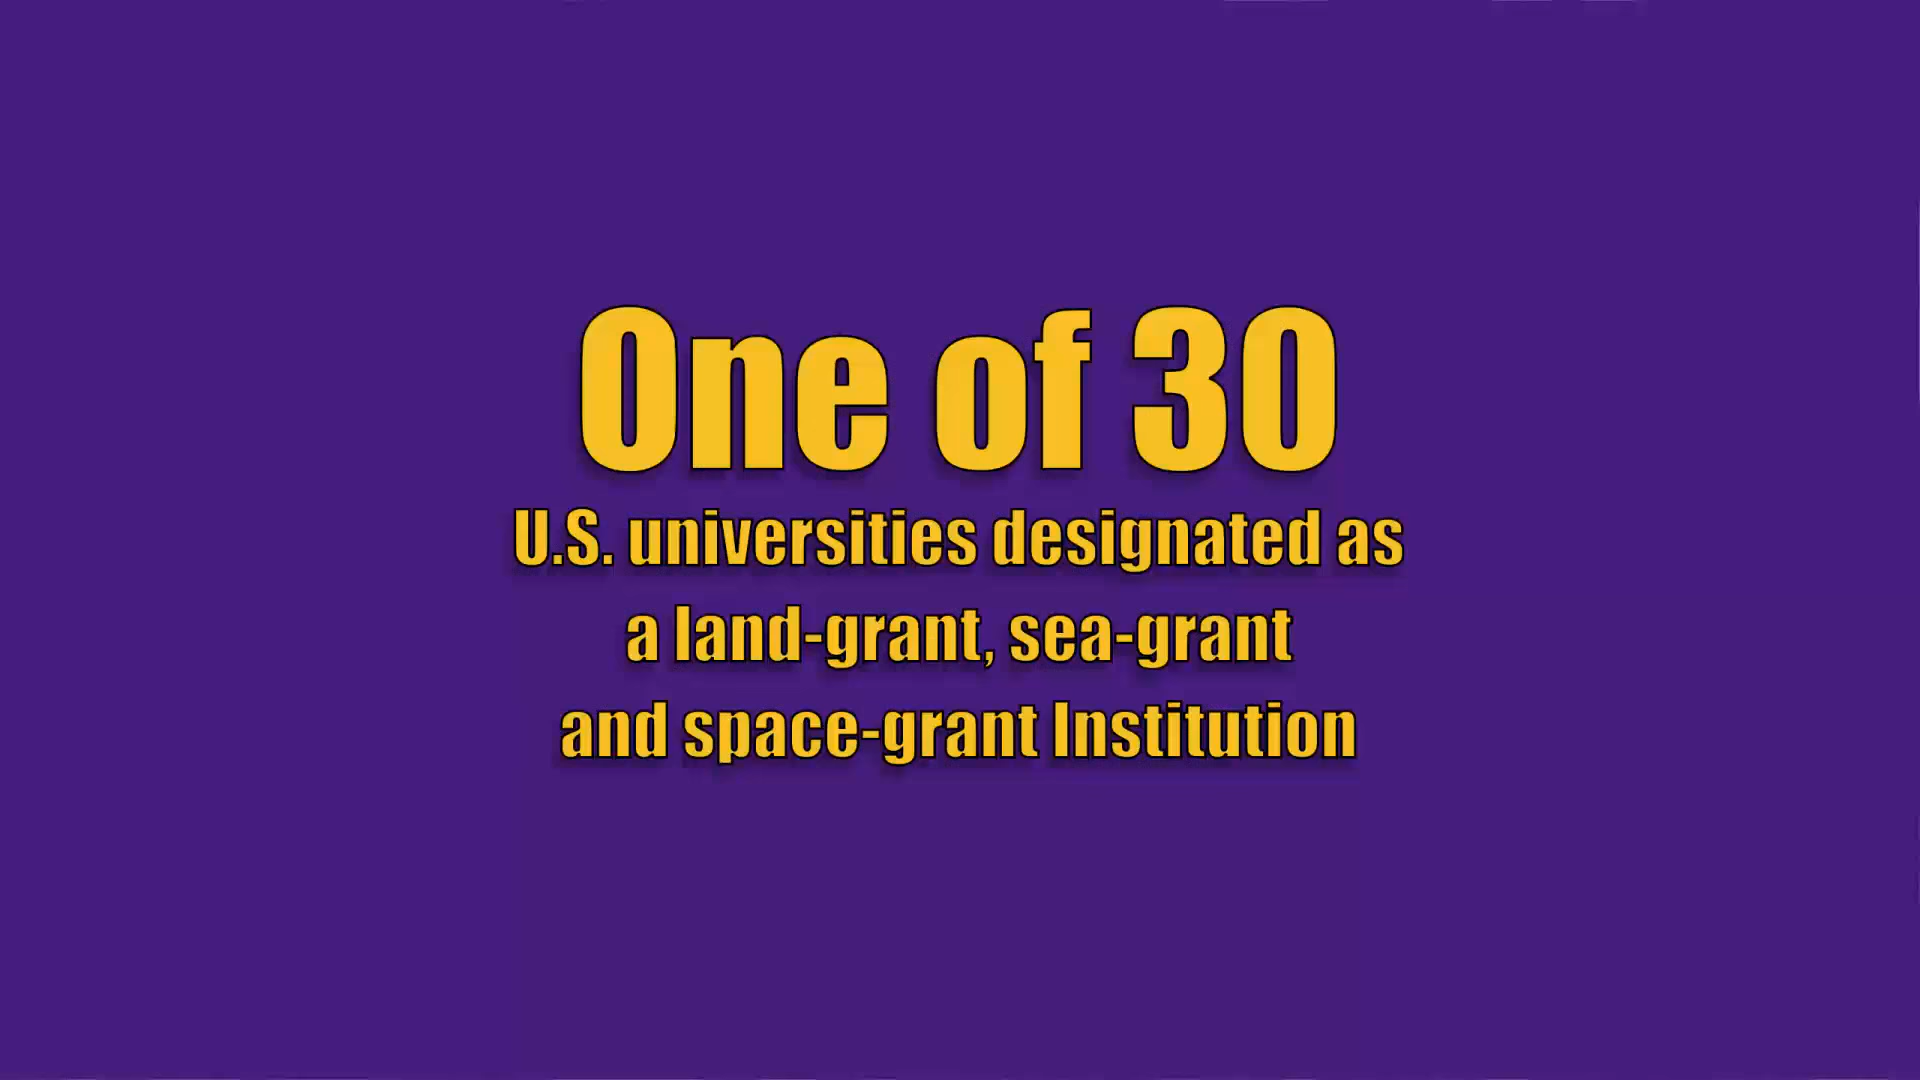 One of 30
U.S. universities designated as
a land-grant, sea-grant
and space-grant Institution